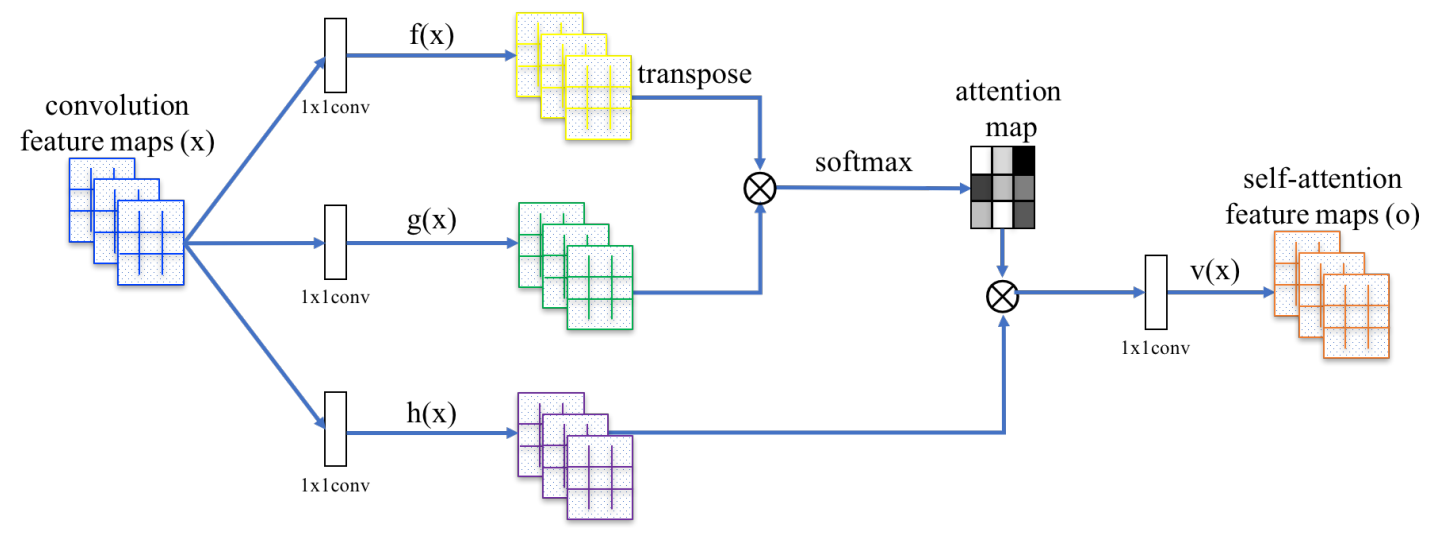 convolution
feature maps (x)
1x1conv
f(x)
transpose
1x1conv
g(x)
1x1conv
h(x)
softmax
attention
map
1x1conv
v(x)
self-attention
feature maps (o)